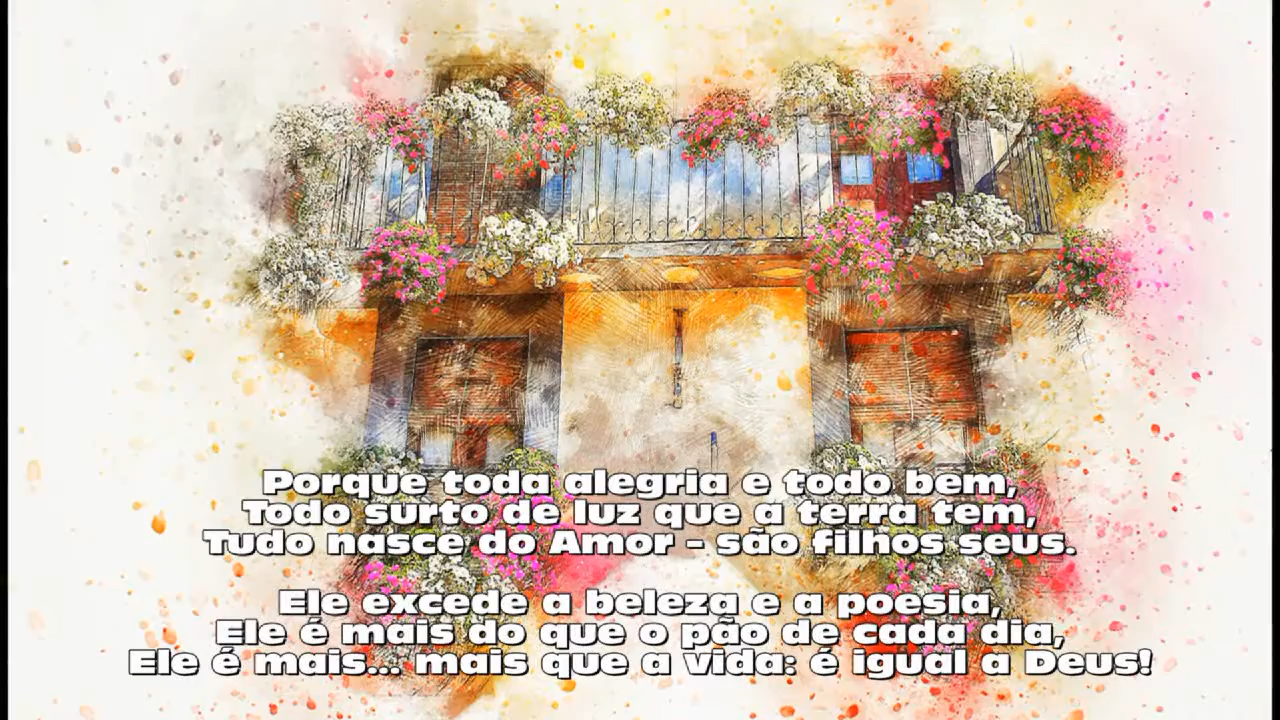 Porque toda alegria e todo bem,
Todo surto de luz que a terra tem,
Tudo nasce do Amor - são filhos seus.
Ele excede a beleza e a poesia,
Ele é mais do que o pão de cada dia,
Ele é mais... mais que a vida: é igual a Deus!